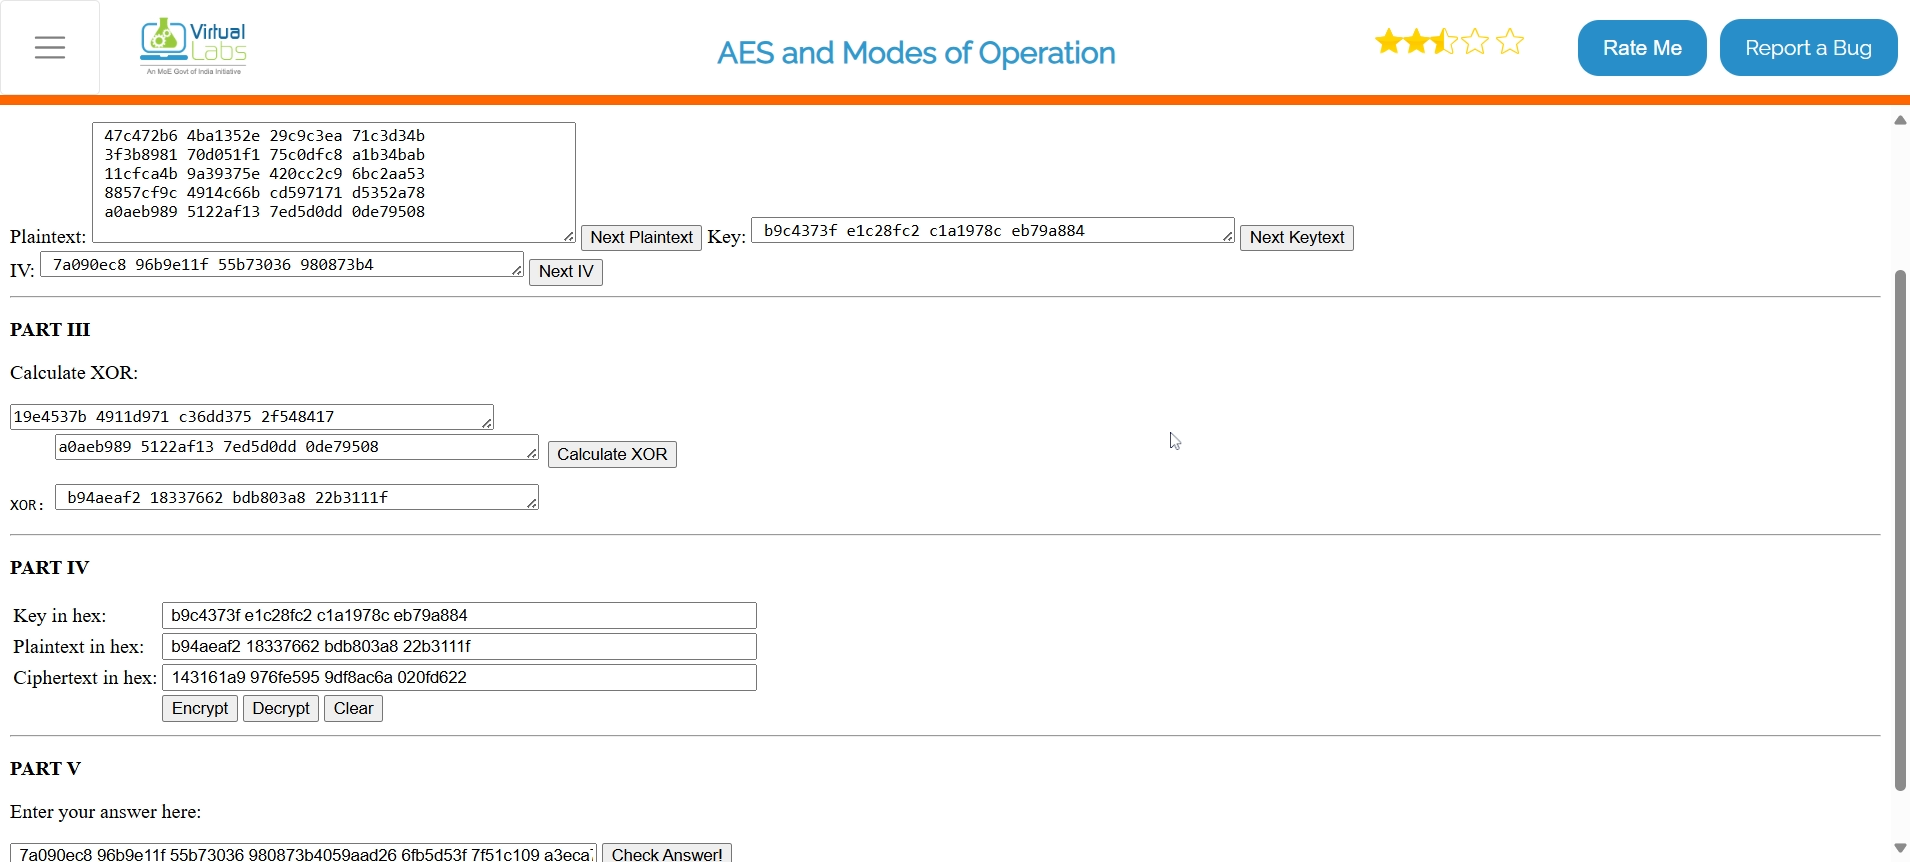 Virtual
Labs
An MoE Govt of India Initiative
AES and Modes of Operation
Rate Me
Report a Bug
47c472b6 4ba1352e 29c9c3ea 71c3d34b
3f3b8981 70d051f1 75c0dfc8 a1b34bab
11cfca4b 9a39375e 420cc2c9 6bc2aa53
8857cf9c 4914c66b cd597171 d5352a78
a0aeb989 5122af13 7ed5d0dd 0de79508
Plaintext: Next Plaintext Key: b9c4373f e1c28fc2 c1a1978c eb79a884 Next Keytext
IV: 7a090ec8 96b9e11f 55b73036 980873b4 Next IV
PART III
Calculate XOR:
19e4537b 4911d971 c36dd375 2f548417
a0aeb989 5122af13 7ed5d0dd 0de79508 Calculate XOR
XOR: b94aeaf2 18337662 bdb803a8 22b3111f
PART IV
Key in hex: b9c4373f e1c28fc2 c1a1978c eb79a884
Plaintext in hex: b94aeaf2 18337662 bdb803a8 22b3111f
Ciphertext in hex: 143161a9 976fe595 9df8ac6a 020fd622
Encrypt Decrypt Clear
PART V
Enter your answer here:
7a090ec8 96b9e11f 55b73036 980873b4059aad26 6fb5d53f 7f51c109 a3eca Check Answer!